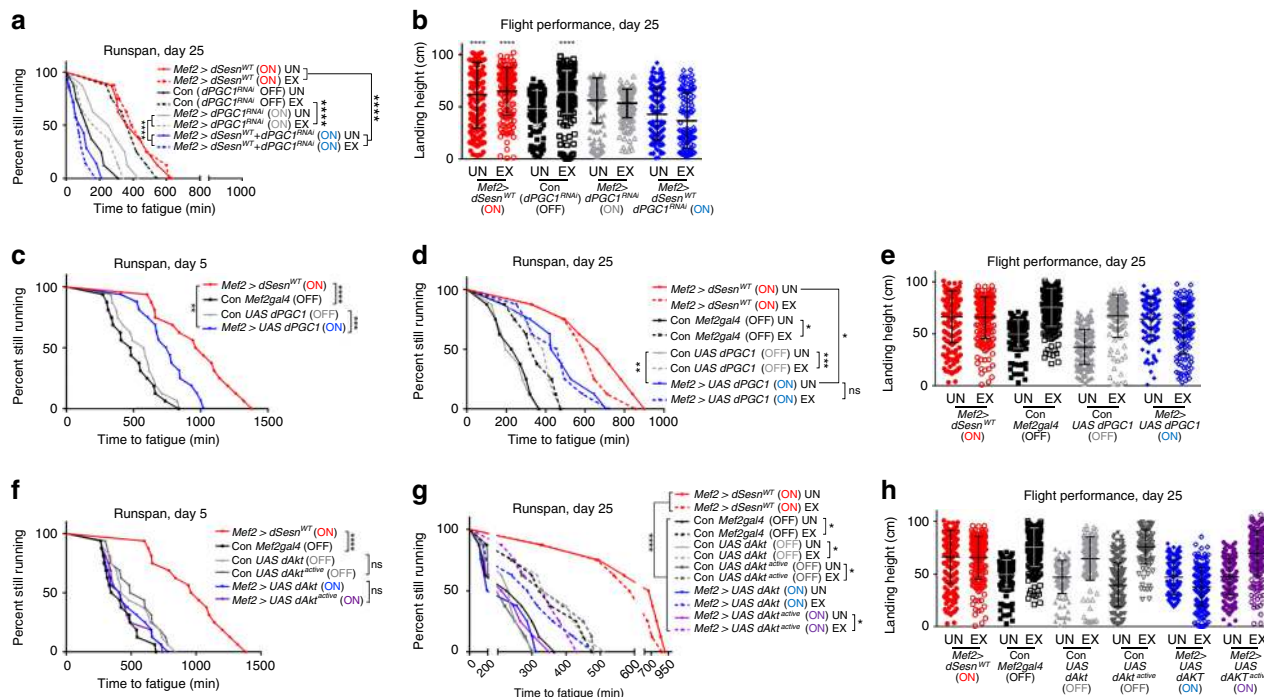 a
Runspan, day 25
Percent still running
100
50
0
0 200 400 600 800 1000
Time to fatigue (min)
Mef2 > dSesn^WT (ON) UN
Mef2 > dSesn^WT (ON) EX
Con (dPGC1^RNAi OFF) UN
Con (dPGC1^RNAi OFF) EX
Mef2 > dPGC1^RNAi (ON) UN
Mef2 > dPGC1^RNAi (ON) EX
Mef2 > dSesn^WT+dPGC1^RNAi (ON) UN
Mef2 > dSesn^WT+dPGC1^RNAi (ON) EX
****
****
****
b
Flight performance, day 25
**** **** ****
Landing height (cm)
100
50
0
UN EX UN EX UN EX UN EX
Mef2> dSesn^WT (ON)
Con (dPGC1^RNAi) (OFF)
Mef2> dPGC1^RNAi (ON)
Mef2> dSesn^WT dPGC1^RNAi (ON)
c
Runspan, day 5
Percent still running
100
50
0
0 500 1000 1500
Time to fatigue (min)
Mef2 > dSesn^WT (ON)
Con Mef2gal4 (OFF)
Con UAS dPGC1 (OFF)
Mef2 > UAS dPGC1 (ON)
**
****
***
d
Runspan, day 25
Percent still running
100
50
0
0 200 400 600 800 1000
Time to fatigue (min)
Mef2 > dSesn^WT (ON) UN
Mef2 > dSesn^WT (ON) EX
Con Mef2gal4 (OFF) UN
Con Mef2gal4 (OFF) EX
Con UAS dPGC1 (OFF) UN
Con UAS dPGC1 (OFF) EX
Mef2 > UAS dPGC1 (ON) UN
Mef2 > UAS dPGC1 (ON) EX
*
*
**
***
ns
e
Flight performance, day 25
Landing height (cm)
100
50
0
UN EX UN EX UN EX UN EX
Mef2> dSesn^WT (ON)
Con Mef2gal4 (OFF)
Con UAS dPGC1 (OFF)
Mef2> UAS dPGC1 (ON)
f
Runspan, day 5
Percent still running
100
50
0
0 500 1000 1500
Time to fatigue (min)
Mef2 > dSesn^WT (ON)
Con Mef2gal4 (OFF)
Con UAS dAkt (OFF)
Con UAS dAkt^active (OFF)
Mef2 > UAS dAkt (ON)
Mef2 > UAS dAkt^active (ON)
****
ns
ns
g
Runspan, day 25
Percent still running
100
50
0
0 200 300 400 500 600 700 950
Time to fatigue (min)
Mef2 > dSesn^WT (ON) UN
Mef2 > dSesn^WT (ON) EX
Con Mef2gal4 (OFF) UN
Con Mef2gal4 (OFF) EX
Con UAS dAkt (OFF) UN
Con UAS dAkt (OFF) EX
Con UAS dAkt^active (OFF) UN
Con UAS dAkt^active (OFF) EX
Mef2 > UAS dAkt (ON) UN
Mef2 > UAS dAkt (ON) EX
Mef2 > UAS dAkt^active (ON) UN
Mef2 > UAS dAkt^active (ON) EX
****
*
*
*
*
h
Flight performance, day 25
Landing height (cm)
100
50
0
UN EX UN EX UN EX UN EX UN EX UN EX
Mef2> dSesn^WT (ON)
Con Mef2gal4 (OFF)
Con UAS dAkt (OFF)
Con UAS dAkt^active (OFF)
Mef2> UAS dAKT (ON)
Mef2> UAS dAKT^active (ON)